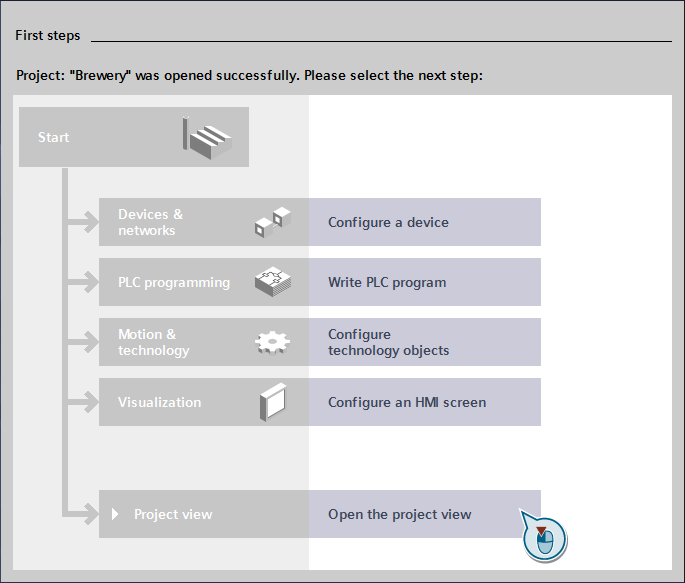 First steps
Project: "Brewery" was opened successfully. Please select the next step:
Start
Devices &
networks
Configure a device
PLC programming
Write PLC program
Motion &
technology
Configure
technology objects
Visualization
Configure an HMI screen
Project view
Open the project view